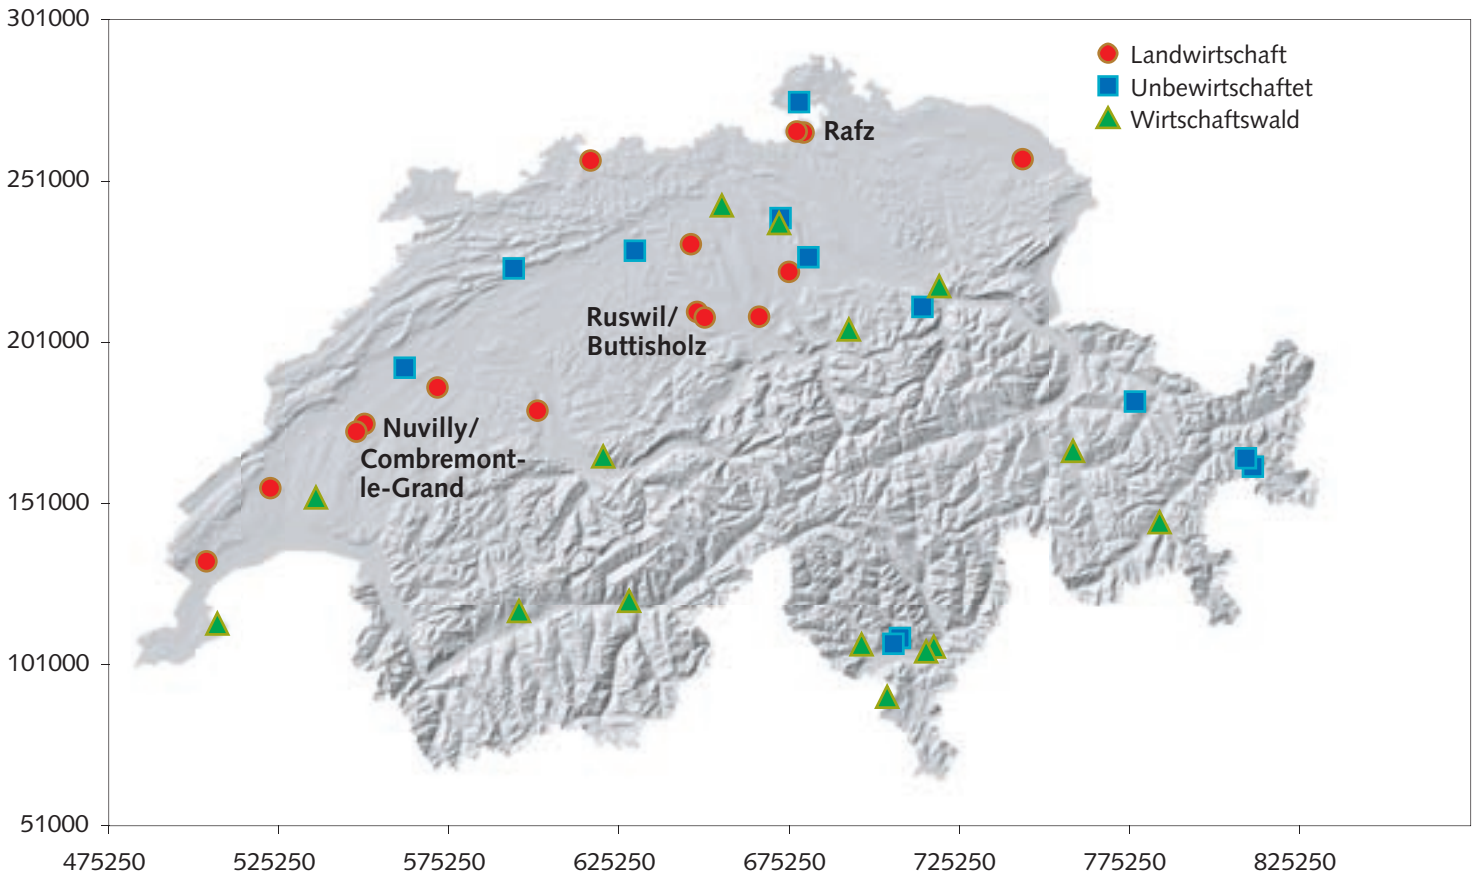 301000
251000
201000
151000
101000
51000
475250
525250
575250
625250
675250
725250
775250
825250
Landwirtschaft
Unbewirtschaftet
Wirtschaftswald
Rafz
Ruswil/
Buttisholz
Nuvilly/
Combremont-
le-Grand